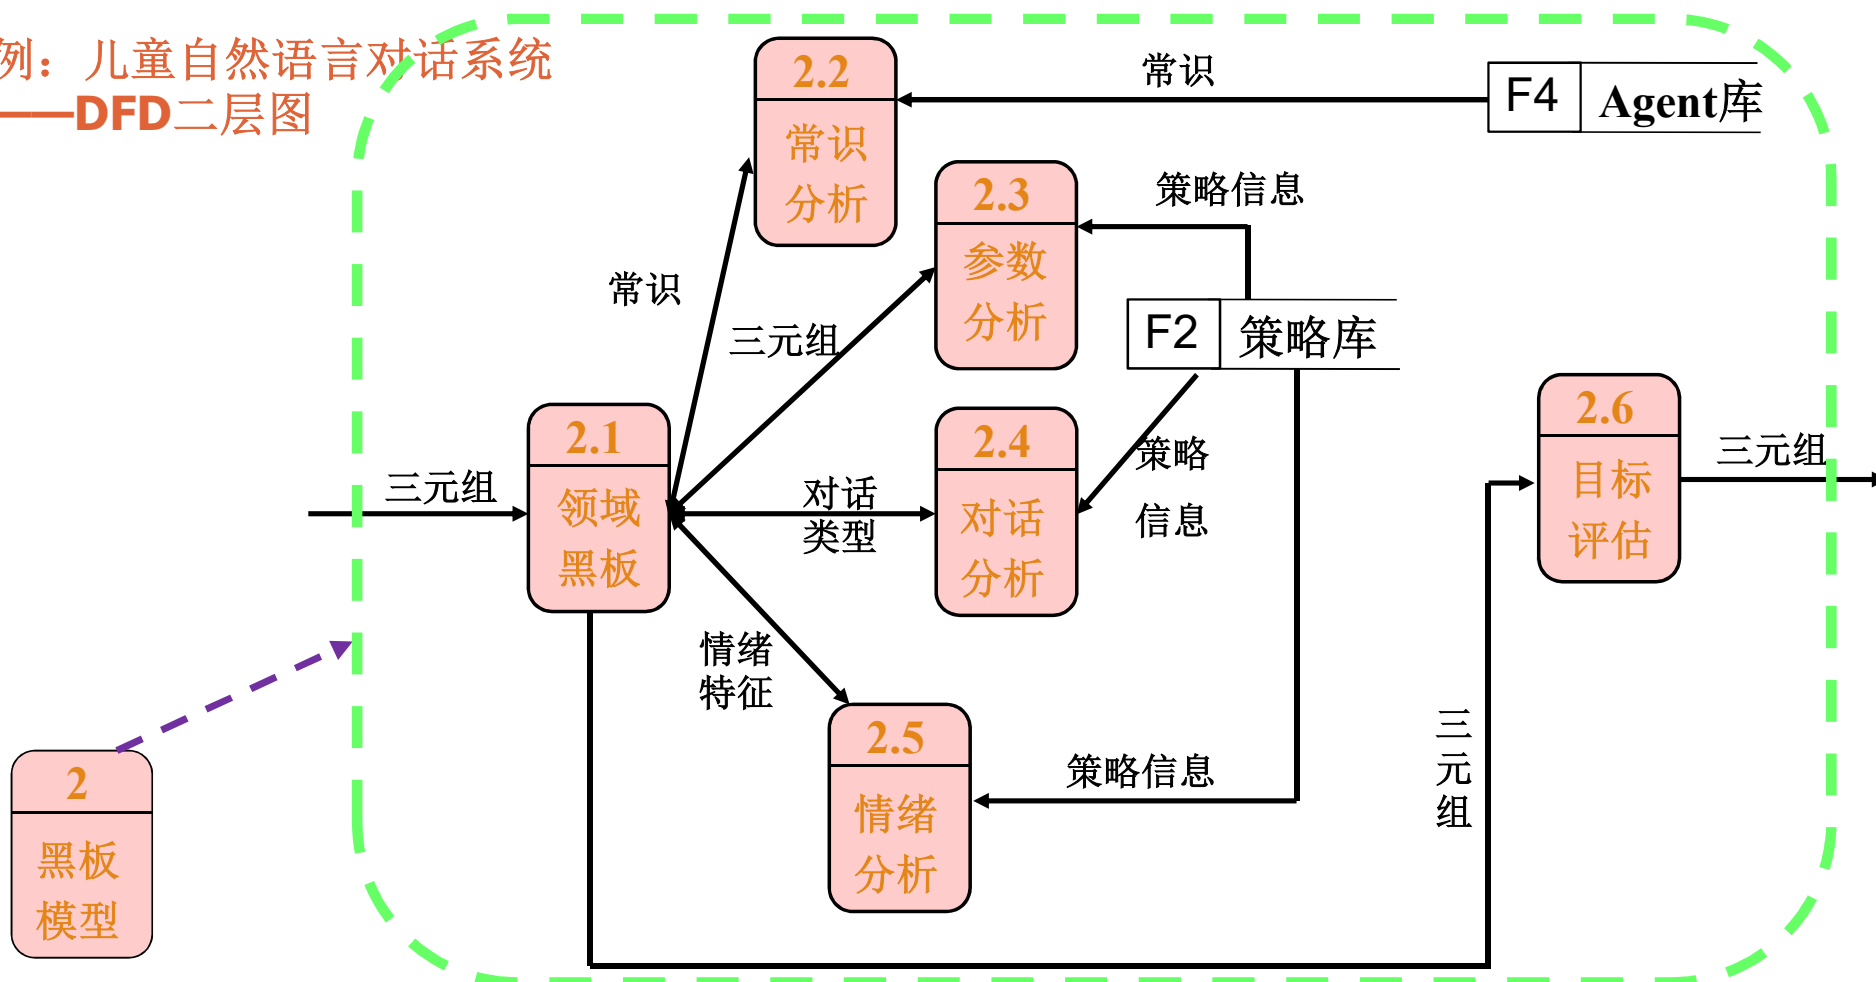 例：儿童自然语言对话系统
——DFD二层图
2.2
常识
分析
常识
F4
Agent库
2.3
参数
分析
策略信息
常识
三元组
F2
策略库
2.1
领域
黑板
三元组
对话
类型
2.4
对话
分析
策略
信息
2.6
目标
评估
三元组
情绪
特征
2.5
情绪
分析
策略信息
三
元
组
2
黑板
模型